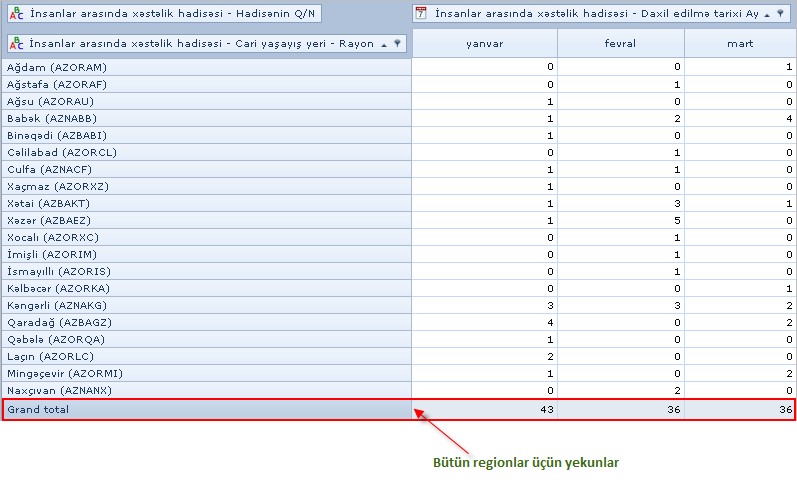 İnsanlar arasında xəstəlik hadisəsi - Hadisənin Q/N
İnsanlar arasında xəstəlik hadisəsi - Daxil edilmə tarixi Ay
İnsanlar arasında xəstəlik hadisəsi - Cari yaşayış yeri - Rayon
yanvar fevral mart
Ağdam (AZORAM) 0 0 1
Ağstafa (AZORAF) 0 1 0
Ağsu (AZORAU) 1 0 0
Babək (AZNABB) 1 2 4
Binəqədi (AZBABI) 1 0 0
Cəlilabad (AZORCL) 0 1 0
Culfa (AZNACF) 1 1 0
Xaçmaz (AZORXZ) 1 0 0
Xətai (AZBAKT) 1 3 1
Xəzər (AZBAEZ) 1 5 0
Xocalı (AZORXC) 0 1 0
İmişli (AZORIM) 0 1 0
İsmayıllı (AZORIS) 0 1 0
Kəlbəcər (AZORKA) 0 0 1
Kəngərli (AZNAKG) 3 3 2
Qaradağ (AZBAGZ) 4 0 2
Qəbələ (AZORQA) 1 0 0
Laçın (AZORLC) 2 0 0
Mingəçevir (AZORMI) 1 0 2
Naxçıvan (AZNANX) 0 2 0
Grand total 43 36 36
Bütün regionlar üçün yekunlar